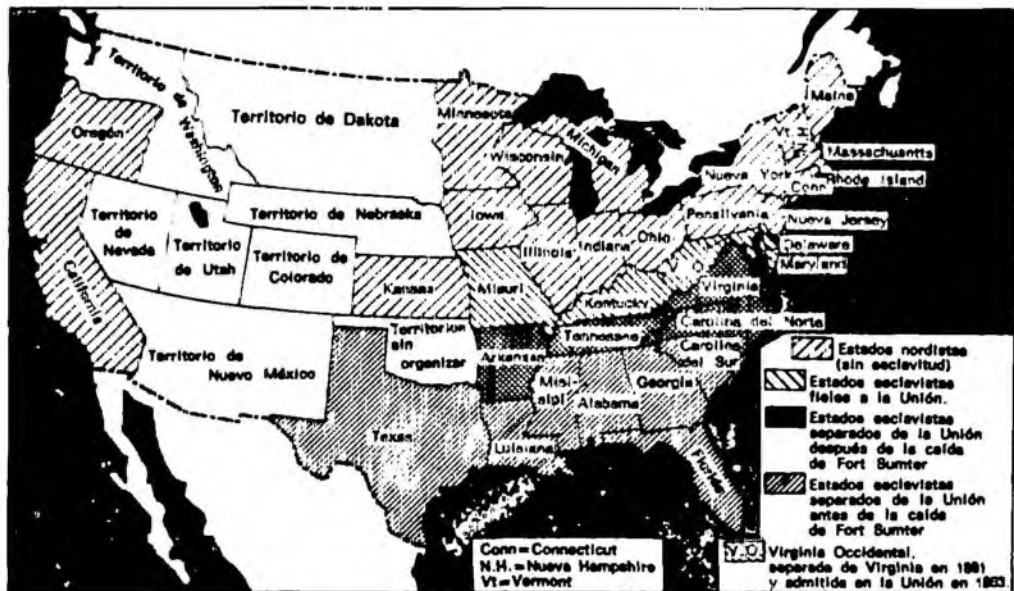 Territorio de Washington
Oregón
California
Territorio de Dakota
Territorio de Nevada
Territorio de Utah
Territorio de Nebraska
Territorio de Colorado
Territorio de Nuevo México
Territorios sin organizar
Minnesota
Wisconsin
Michigan
Iowa
Illinois
Indiana
Ohio
Kansas
Misuri
Kentucky
Tennessee
Arkansas
Texas
Luisiana
Misisipí
Alabama
Georgia
Florida
Carolina del Sur
Carolina del Norte
Virginia
V. O.
Pensilvania
Nueva York
Maine
Vt.
N.H.
Massachuantts
Rhode Island
Conn
Nueva Jersey
Delaware
Maryland
Estados nordistas
(sin esclavitud)
Estados esclavistas
fieles a la Unión.
Estados esclavistas
separados de la Unión
después de la caída
de Fort Sumter
Estados esclavistas
separados de la Unión
antes de la caída
de Fort Sumter
V. O.
Virginia Occidental,
separada de Virginia en 1861
y admitida en la Unión en 1863.
Conn=Connecticut
N.H.=Nueva Hampshire
Vt=Vermont